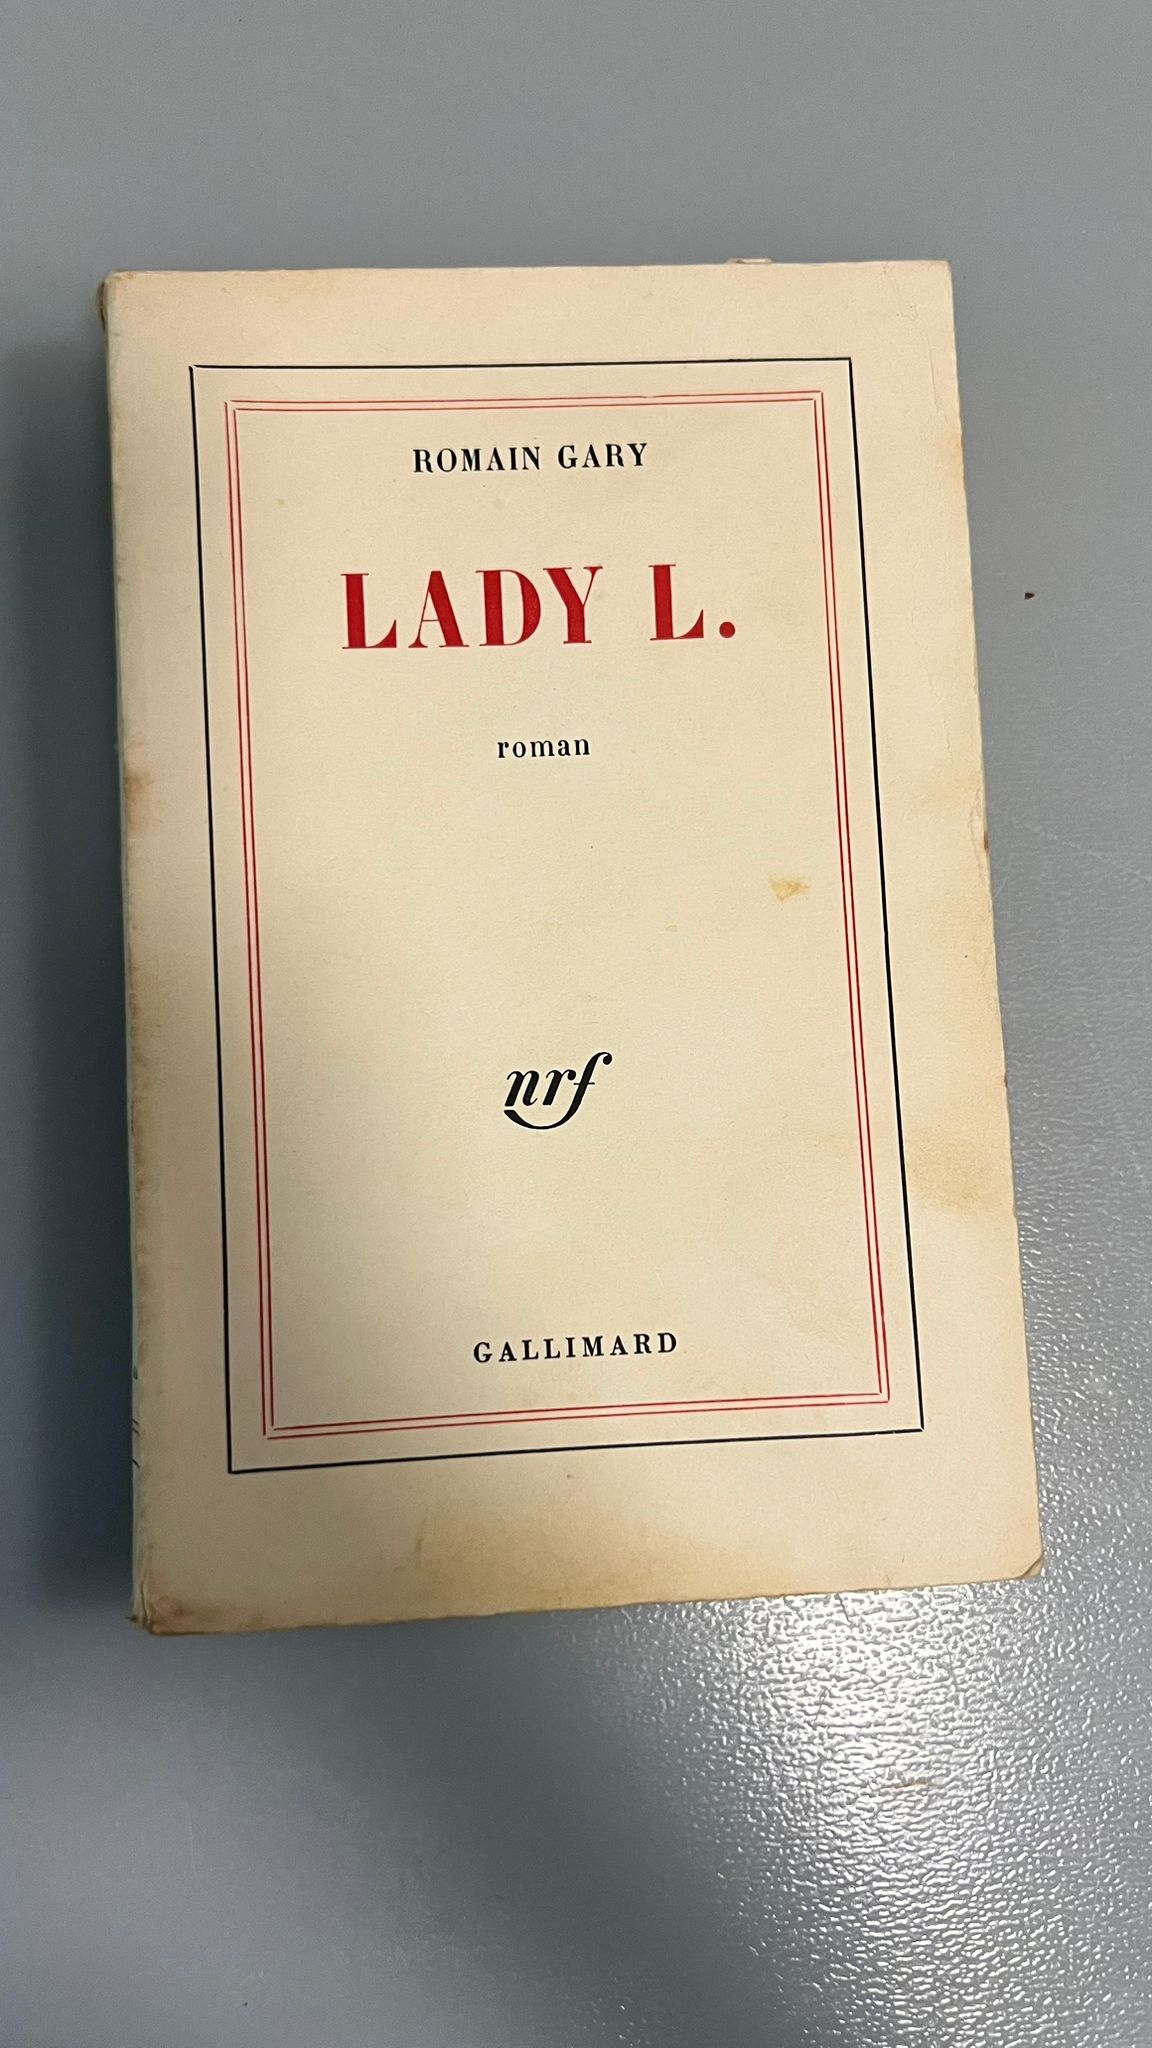 ROMAIN GARY
LADY L.
roman
nrf
GALLIMARD